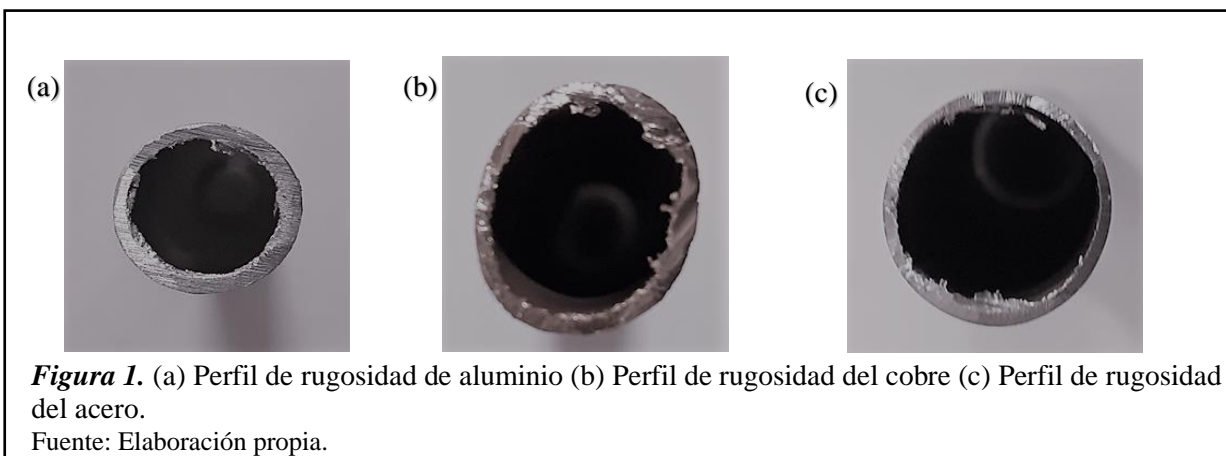 (a)
(b)
(c)
Figura 1. (a) Perfil de rugosidad de aluminio (b) Perfil de rugosidad del cobre (c) Perfil de rugosidad
del acero.
Fuente: Elaboración propia.